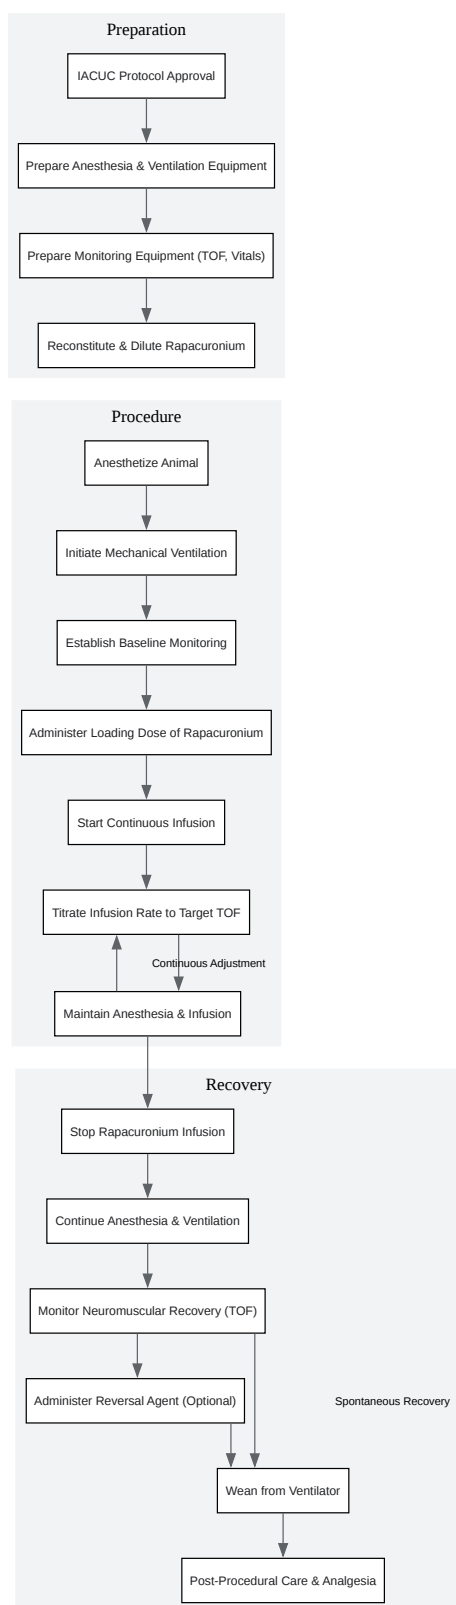 Preparation
IACUC Protocol Approval
Prepare Anesthesia & Ventilation Equipment
Prepare Monitoring Equipment (TOF, Vitals)
Reconstitute & Dilute Rapacuronium
Procedure
Anesthetize Animal
Initiate Mechanical Ventilation
Establish Baseline Monitoring
Administer Loading Dose of Rapacuronium
Start Continuous Infusion
Titrate Infusion Rate to Target TOF
Continuous Adjustment
Maintain Anesthesia & Infusion
Recovery
Stop Rapacuronium Infusion
Continue Anesthesia & Ventilation
Monitor Neuromuscular Recovery (TOF)
Administer Reversal Agent (Optional)
Spontaneous Recovery
Wean from Ventilator
Post-Procedural Care & Analgesia